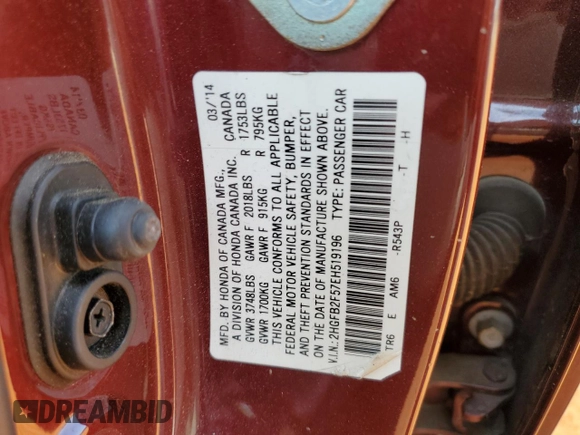 MFD. BY HONDA OF CANADA MFG., 03/'14
A DIVISION OF HONDA CANADA INC. CANADA
GVWR 3748LBS GAWR F 2018LBS R 1753LBS
GVWR 1700KG GAWR F 915KG R 795KG
THIS VEHICLE CONFORMS TO ALL APPLICABLE
FEDERAL MOTOR VEHICLE SAFETY, BUMPER,
AND THEFT PREVENTION STANDARDS IN EFFECT
ON THE DATE OF MANUFACTURE SHOWN ABOVE.
V.I.N.: 2HGFB2F57EH519196 TYPE: PASSENGER CAR
TR6 E AM6 -R543P -T -H
DREAMBID